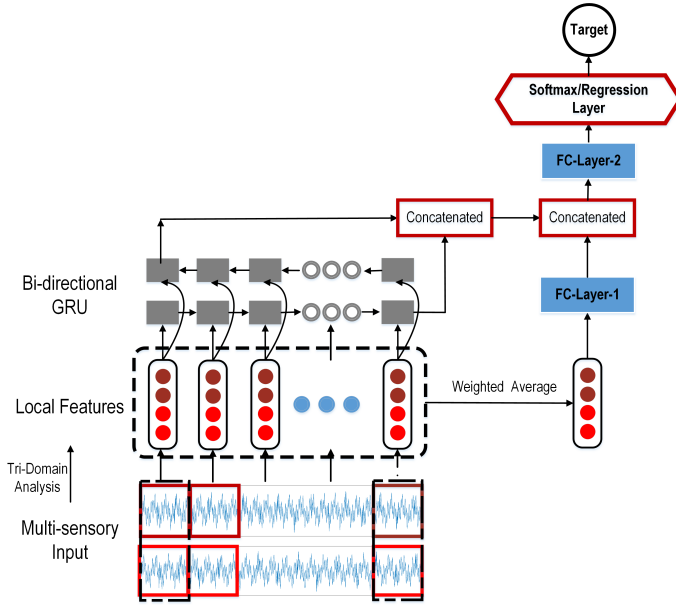 Target
Softmax/Regression
Layer
FC-Layer-2
Concatenated
Concatenated
Bi-directional
GRU
FC-Layer-1
Local Features
Weighted Average
Tri-Domain
Analysis
Multi-sensory
Input